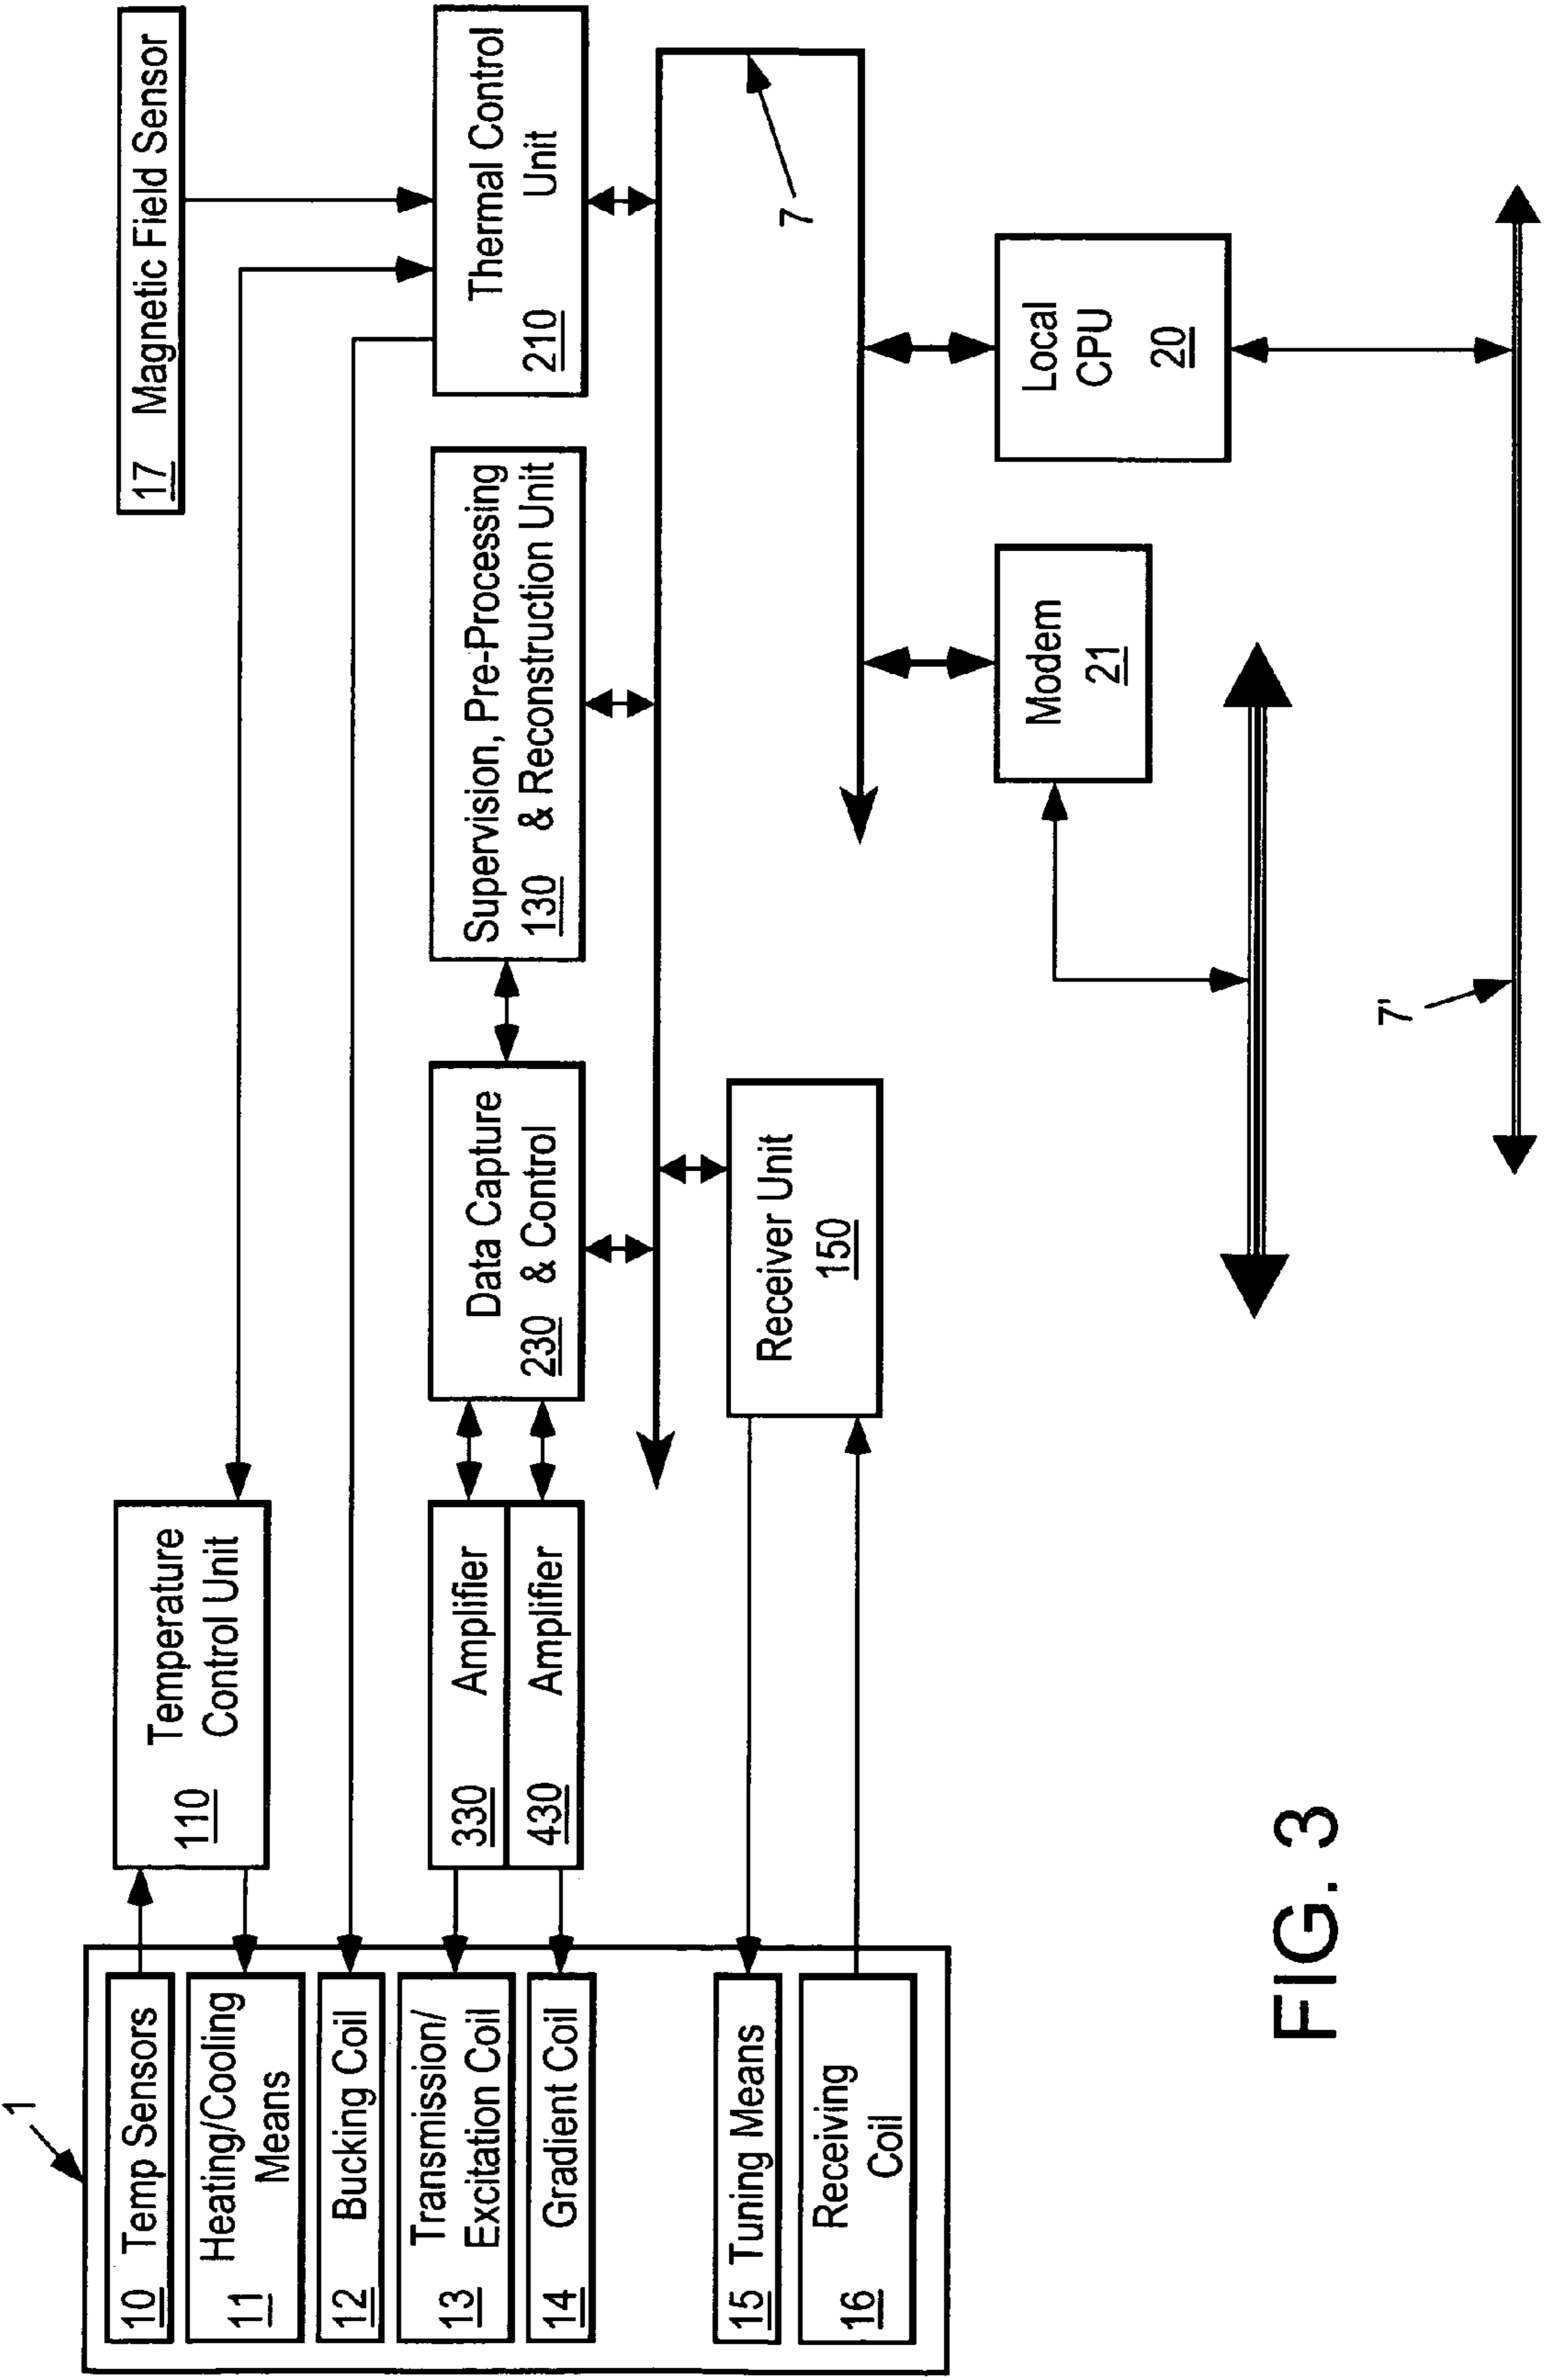 1
10 Temp Sensors
Heating/Cooling
11 Means
12 Bucking Coil
Transmission/
13 Excitation Coil
14 Gradient Coil
15 Tuning Means
Receiving
16 Coil
Temperature
110 Control Unit
330 Amplifier
430 Amplifier
Data Capture
230 & Control
Receiver Unit
150
Supervision, Pre-Processing
130 & Reconstruction Unit
17 Magnetic Field Sensor
Thermal Control
210 Unit
7
Modem
21
Local
CPU
20
7'
FIG. 3